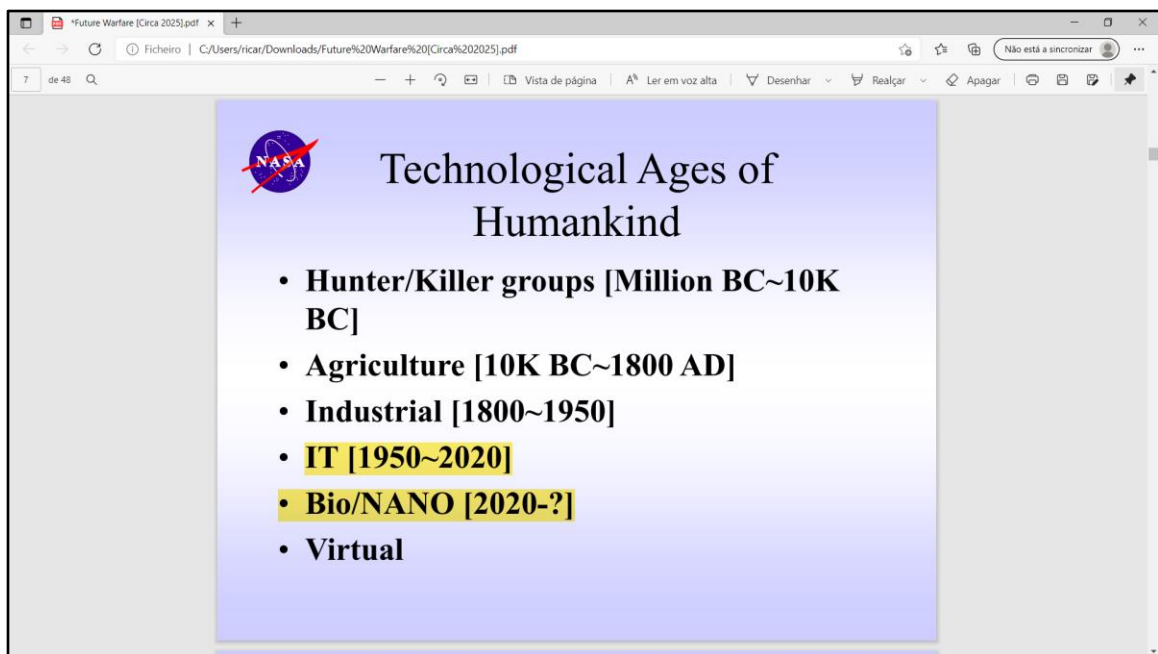 *Future Warfare [Circa 2025].pdf
Ficheiro | C:/Users/ricar/Downloads/Future%20Warfare%20[Circa%202025].pdf
Não está a sincronizar
7 de 48
Vista de página
Ler em voz alta
Desenhar
Realçar
Apagar
NASA
Technological Ages of
Humankind
• Hunter/Killer groups [Million BC~10K
BC]
• Agriculture [10K BC~1800 AD]
• Industrial [1800~1950]
• IT [1950~2020]
• Bio/NANO [2020-?]
• Virtual